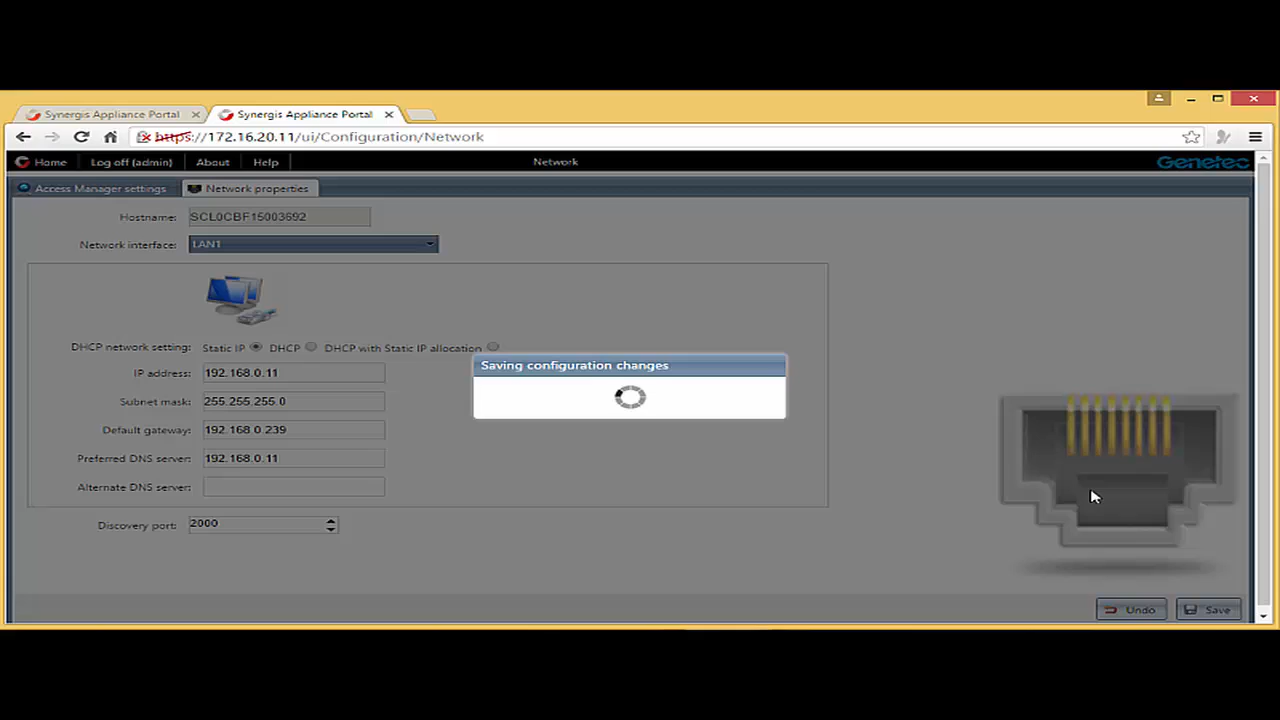 Synergis Appliance Portal
Synergis Appliance Portal
https://172.16.20.11/ui/Configuration/Network
Home Log off (admin) About Help Network Genetec
Access Manager settings Network properties
Hostname: SCL0CBF15003692
Network interface: LAN1
DHCP network setting: Static IP DHCP DHCP with Static IP allocation
Saving configuration changes
IP address: 192.168.0.11
Subnet mask: 255.255.255.0
Default gateway: 192.168.0.239
Preferred DNS server: 192.168.0.11
Alternate DNS server:
Discovery port: 2000
Undo Save